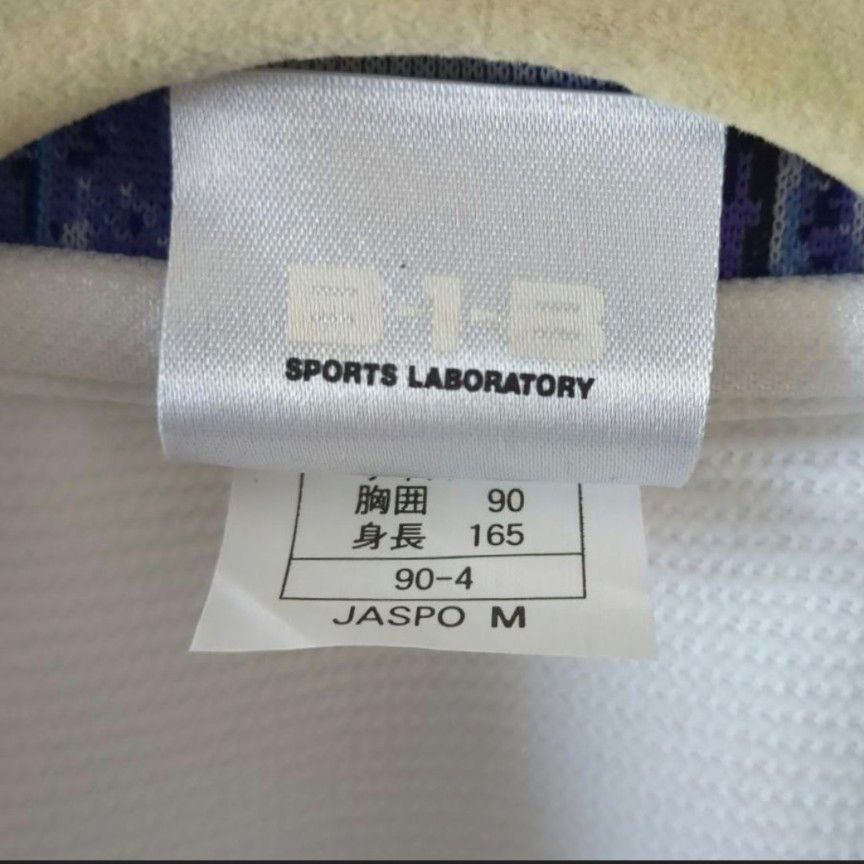 B-1-B
SPORTS LABORATORY
胸囲 90
身長 165
90-4
JASPO M